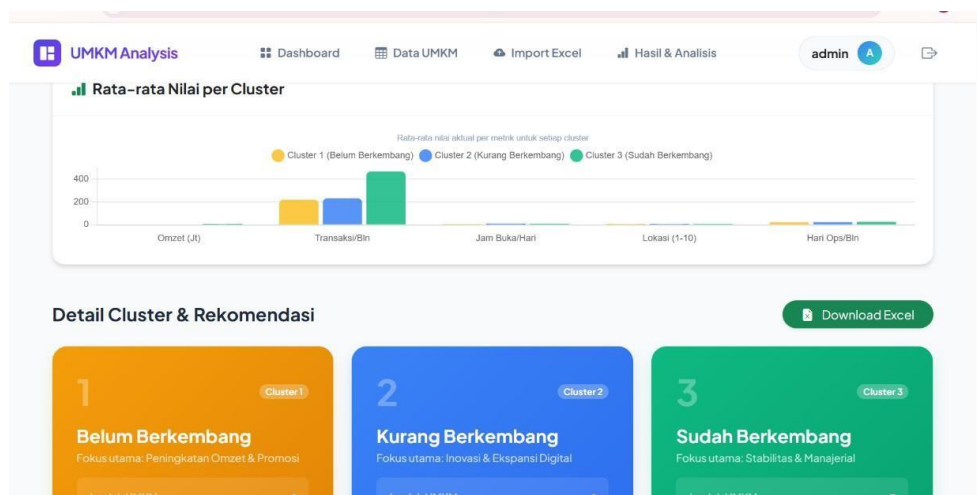 UMKM Analysis Dashboard Data UMKM Import Excel Hasil & Analisis admin A
Rata-rata Nilai per Cluster
Rata-rata nilai aktual per metrik untuk setiap cluster
Cluster 1 (Belum Berkembang) Cluster 2 (Kurang Berkembang) Cluster 3 (Sudah Berkembang)
400
200
0
Omzet (Jt) Transaksi/Bln Jam Buka/Hari Lokasi (1-10) Hari Ops/Bln
Detail Cluster & Rekomendasi Download Excel
1 Cluster 1
Belum Berkembang
Fokus utama: Peningkatan Omzet & Promosi
2 Cluster 2
Kurang Berkembang
Fokus utama: Inovasi & Ekspansi Digital
3 Cluster 3
Sudah Berkembang
Fokus utama: Stabilitas & Manajerial